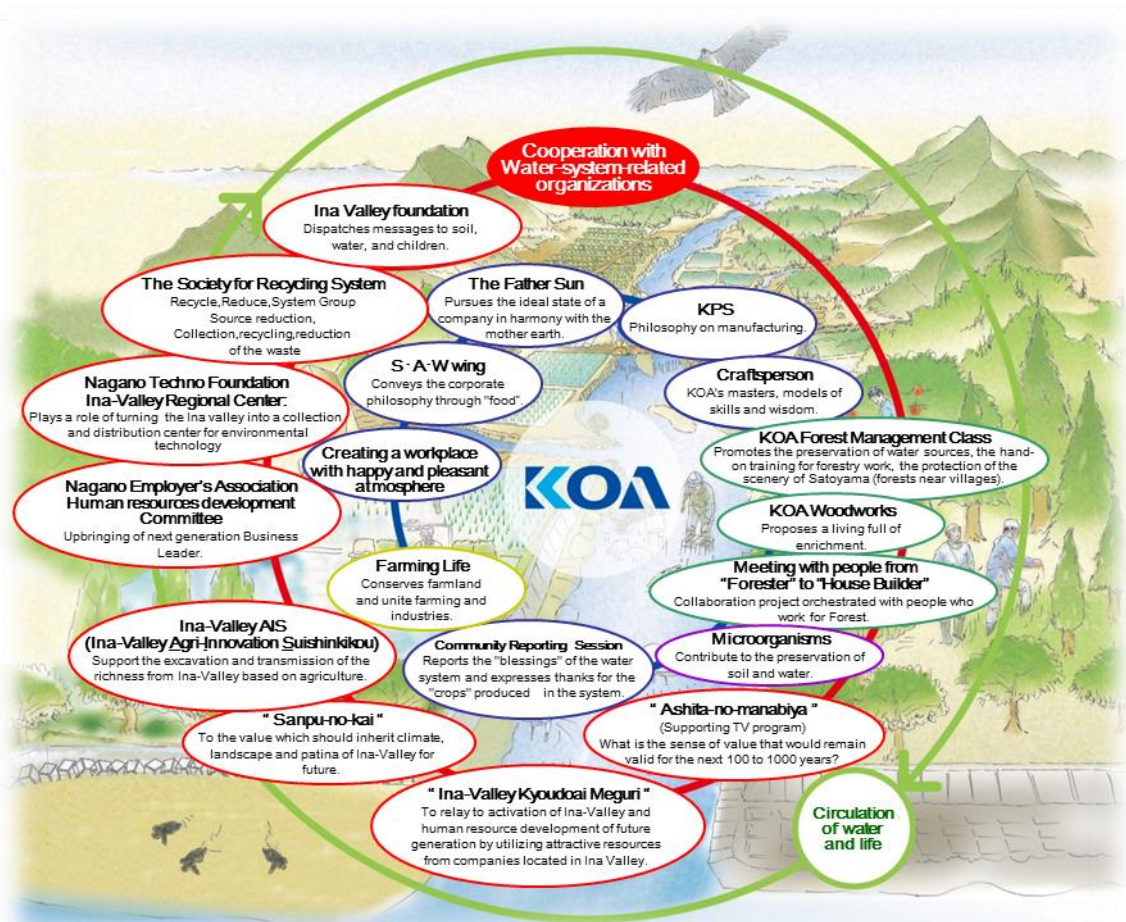 Cooperation with
Water-system-related
organizations
Ina Valley foundation
Dispatches messages to soil,
water, and children.
The Society for Recycling System
Recycle,Reduce,System Group
Source reduction,
Collection,recycling,reduction
of the waste
The Father Sun
Pursues the ideal state of a
company in harmony with the
mother earth.
KPS
Philosophy on manufacturing.
S - A - W wing
Conveys the corporate
philosophy through "food".
Craftsperson
KOA's masters, models of
skills and wisdom.
Nagano Techno Foundation
Ina-Valley Regional Center:
Plays a role of turning the Ina valley into a collection
and distribution center for environmental
technology
Creating a workplace
with happy and pleasant
atmosphere
KOA
KOA Forest Management Class
Promotes the preservation of water sources, the hand-
on training for forestry work, the protection of the
scenery of Satoyama (forests near villages).
Nagano Employer's Association
Human resources development
Committee
Upbringing of next generation Business
Leader.
KOA Woodworks
Proposes a living full of
enrichment.
Farming Life
Conserves farmland
and unite farming and
industries.
Meeting with people from
"Forester" to "House Builder"
Collaboration project orchestrated with people who
work for Forest.
Ina-Valley AIS
(Ina-Valley Agri-Innovation Suishinkikou)
Support the excavation and transmission of the
richness from Ina-Valley based on agriculture.
Community Reporting Session
Reports the "blessings" of the water
system and expresses thanks for the
"crops" produced in the system.
Microorganisms
Contribute to the preservation of
soil and water.
" Sanpu-no-kai "
To the value which should inherit climate,
landscape and patina of Ina-Valley for
future.
" Ashita-no-manabiya "
(Supporting TV program)
What is the sense of value that would remain
valid for the next 100 to 1000 years?
" Ina-Valley Kyoudoai Meguri "
To relay to activation of Ina-Valley and
human resource development of future
generation by utilizing attractive resources
from companies located in Ina Valley.
Circulation
of water
and life